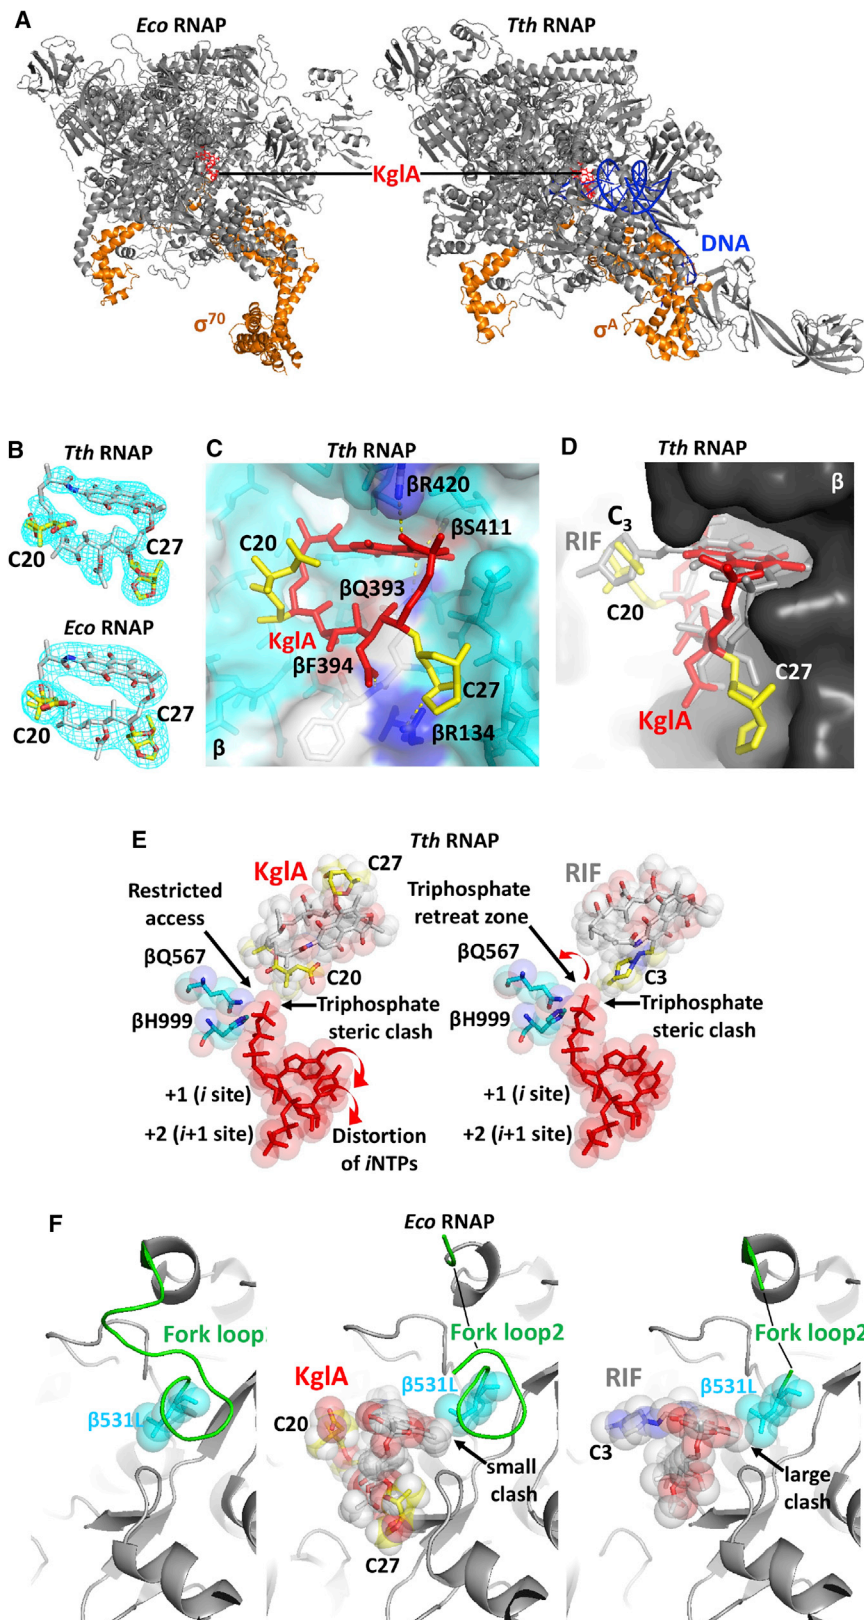 A
Eco RNAP
Tth RNAP
KglA
DNA
σ70
σA
B
Tth RNAP
C20
C27
Eco RNAP
C20
C27
C
Tth RNAP
βR420
C20
βS411
βQ393
KglA
βF394
C27
βR134
β
D
Tth RNAP
β
C3
RIF
C20
C27
KglA
E
Tth RNAP
KglA
C27
RIF
Restricted
access
Triphosphate
retreat zone
βQ567
C20
βQ567
C3
βH999
Triphosphate
steric clash
βH999
Triphosphate
steric clash
+1 (i site)
+1 (i site)
+2 (i+1 site)
Distortion
of iNTPs
+2 (i+1 site)
F
Eco RNAP
Fork loop2
Fork loop2
Fork loop2
KglA
β531L
RIF
β531L
β531L
C20
C3
small
clash
large
clash
C27